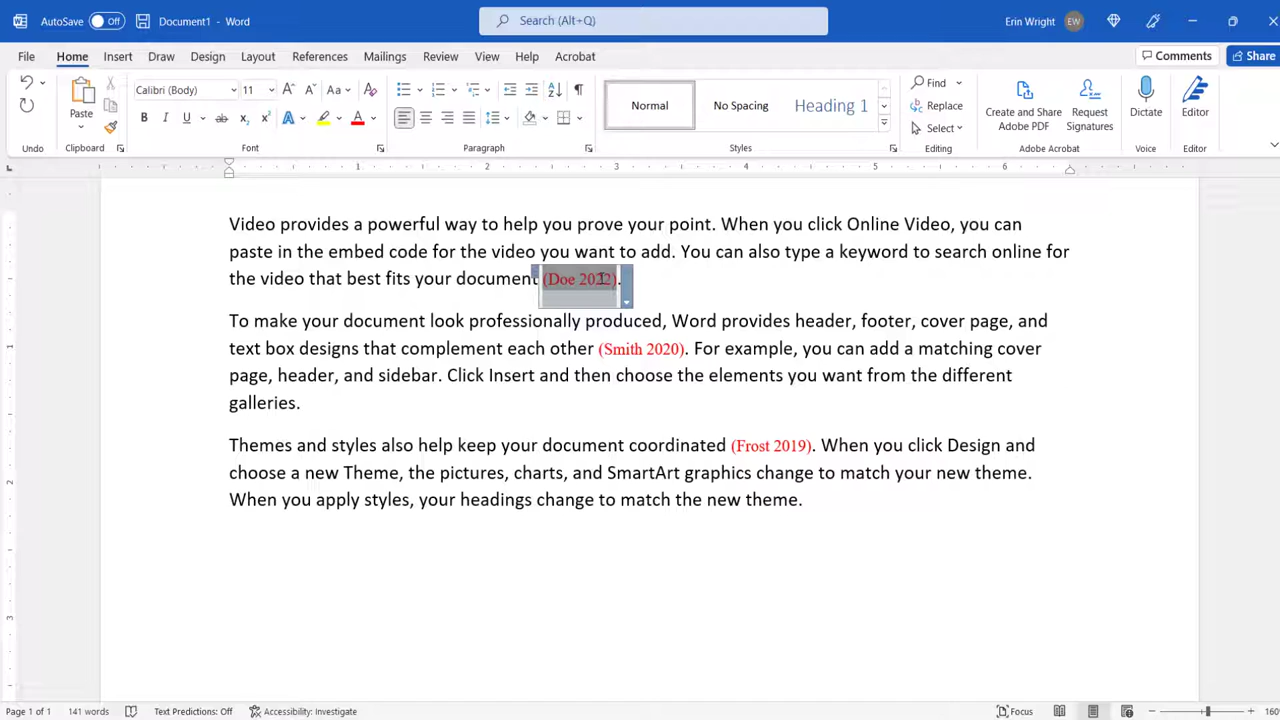 AutoSave Off Document1 - Word Search (Alt+Q) Erin Wright EW
File Home Insert Draw Design Layout References Mailings Review View Help Acrobat Comments Share
Calibri (Body) 11 Aa Find
Paste Normal No Spacing Heading 1 Replace Create and Share Adobe PDF Request Signatures Dictate Editor
Select
Undo Clipboard Font Paragraph Styles Editing Adobe Acrobat Voice Editor
1 2 3 4 5 6
Video provides a powerful way to help you prove your point. When you click Online Video, you can
paste in the embed code for the video you want to add. You can also type a keyword to search online for
the video that best fits your document (Doe 2022).
To make your document look professionally produced, Word provides header, footer, cover page, and
text box designs that complement each other (Smith 2020). For example, you can add a matching cover
page, header, and sidebar. Click Insert and then choose the elements you want from the different
galleries.
Themes and styles also help keep your document coordinated (Frost 2019). When you click Design and
choose a new Theme, the pictures, charts, and SmartArt graphics change to match your new theme.
When you apply styles, your headings change to match the new theme.
Page 1 of 1 141 words Text Predictions: Off Accessibility: Investigate Focus 160